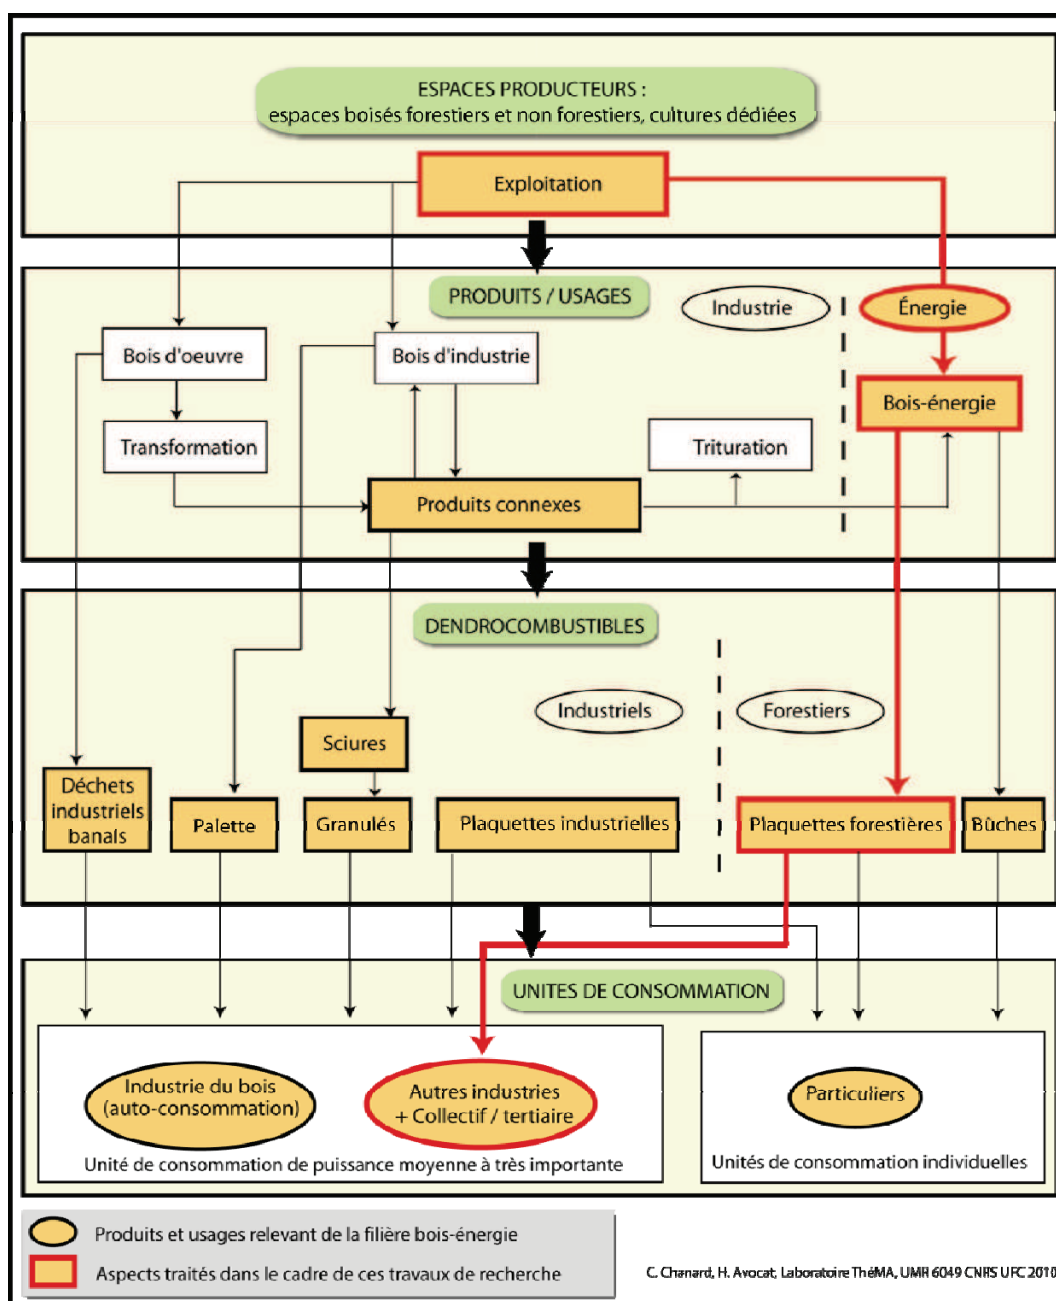 ESPACES PRODUCTEURS :
espaces boisés forestiers et non forestiers, cultures dédiées
Exploitation
PRODUITS / USAGES
Industrie
Énergie
Bois d'oeuvre
Bois d'industrie
Bois-énergie
Transformation
Trituration
Produits connexes
DENDROCOMBUSTIBLES
Industriels
Forestiers
Sciures
Déchets
industriels
banals
Palette
Granulés
Plaquettes industrielles
Plaquettes forestières
Bûches
UNITES DE CONSOMMATION
Industrie du bois
(auto-consommation)
Autres industries
+ Collectif / tertiaire
Particuliers
Unité de consommation de puissance moyenne à très importante
Unités de consommation individuelles
Produits et usages relevant de la filière bois-énergie
Aspects traités dans le cadre de ces travaux de recherche
C. Chanard, H. Avocat, Laboratoire ThéMA, UMR 6049 CNRS UFC 2010